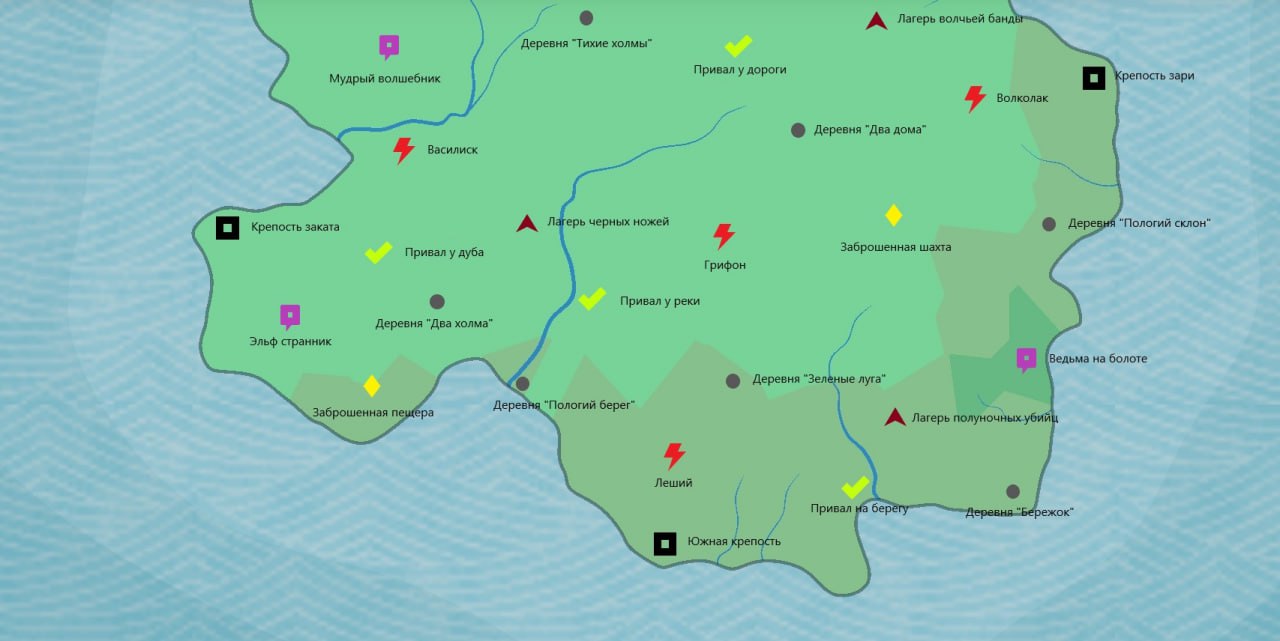 Лагерь волчьей банды
Деревня "Тихие холмы"
Привал у дороги
Мудрый волшебник
Крепость зари
Волколак
Деревня "Два дома"
Василиск
Лагерь черных ножей
Деревня "Пологий склон"
Крепость заката
Заброшенная шахта
Привал у дуба
Грифон
Привал у реки
Деревня "Два холма"
Эльф странник
Ведьма на болоте
Деревня "Зеленые луга"
Деревня "Пологий берег"
Заброшенная пещера
Лагерь полуночных убийц
Леший
Привал на берегу
Деревня "Бережок"
Южная крепость